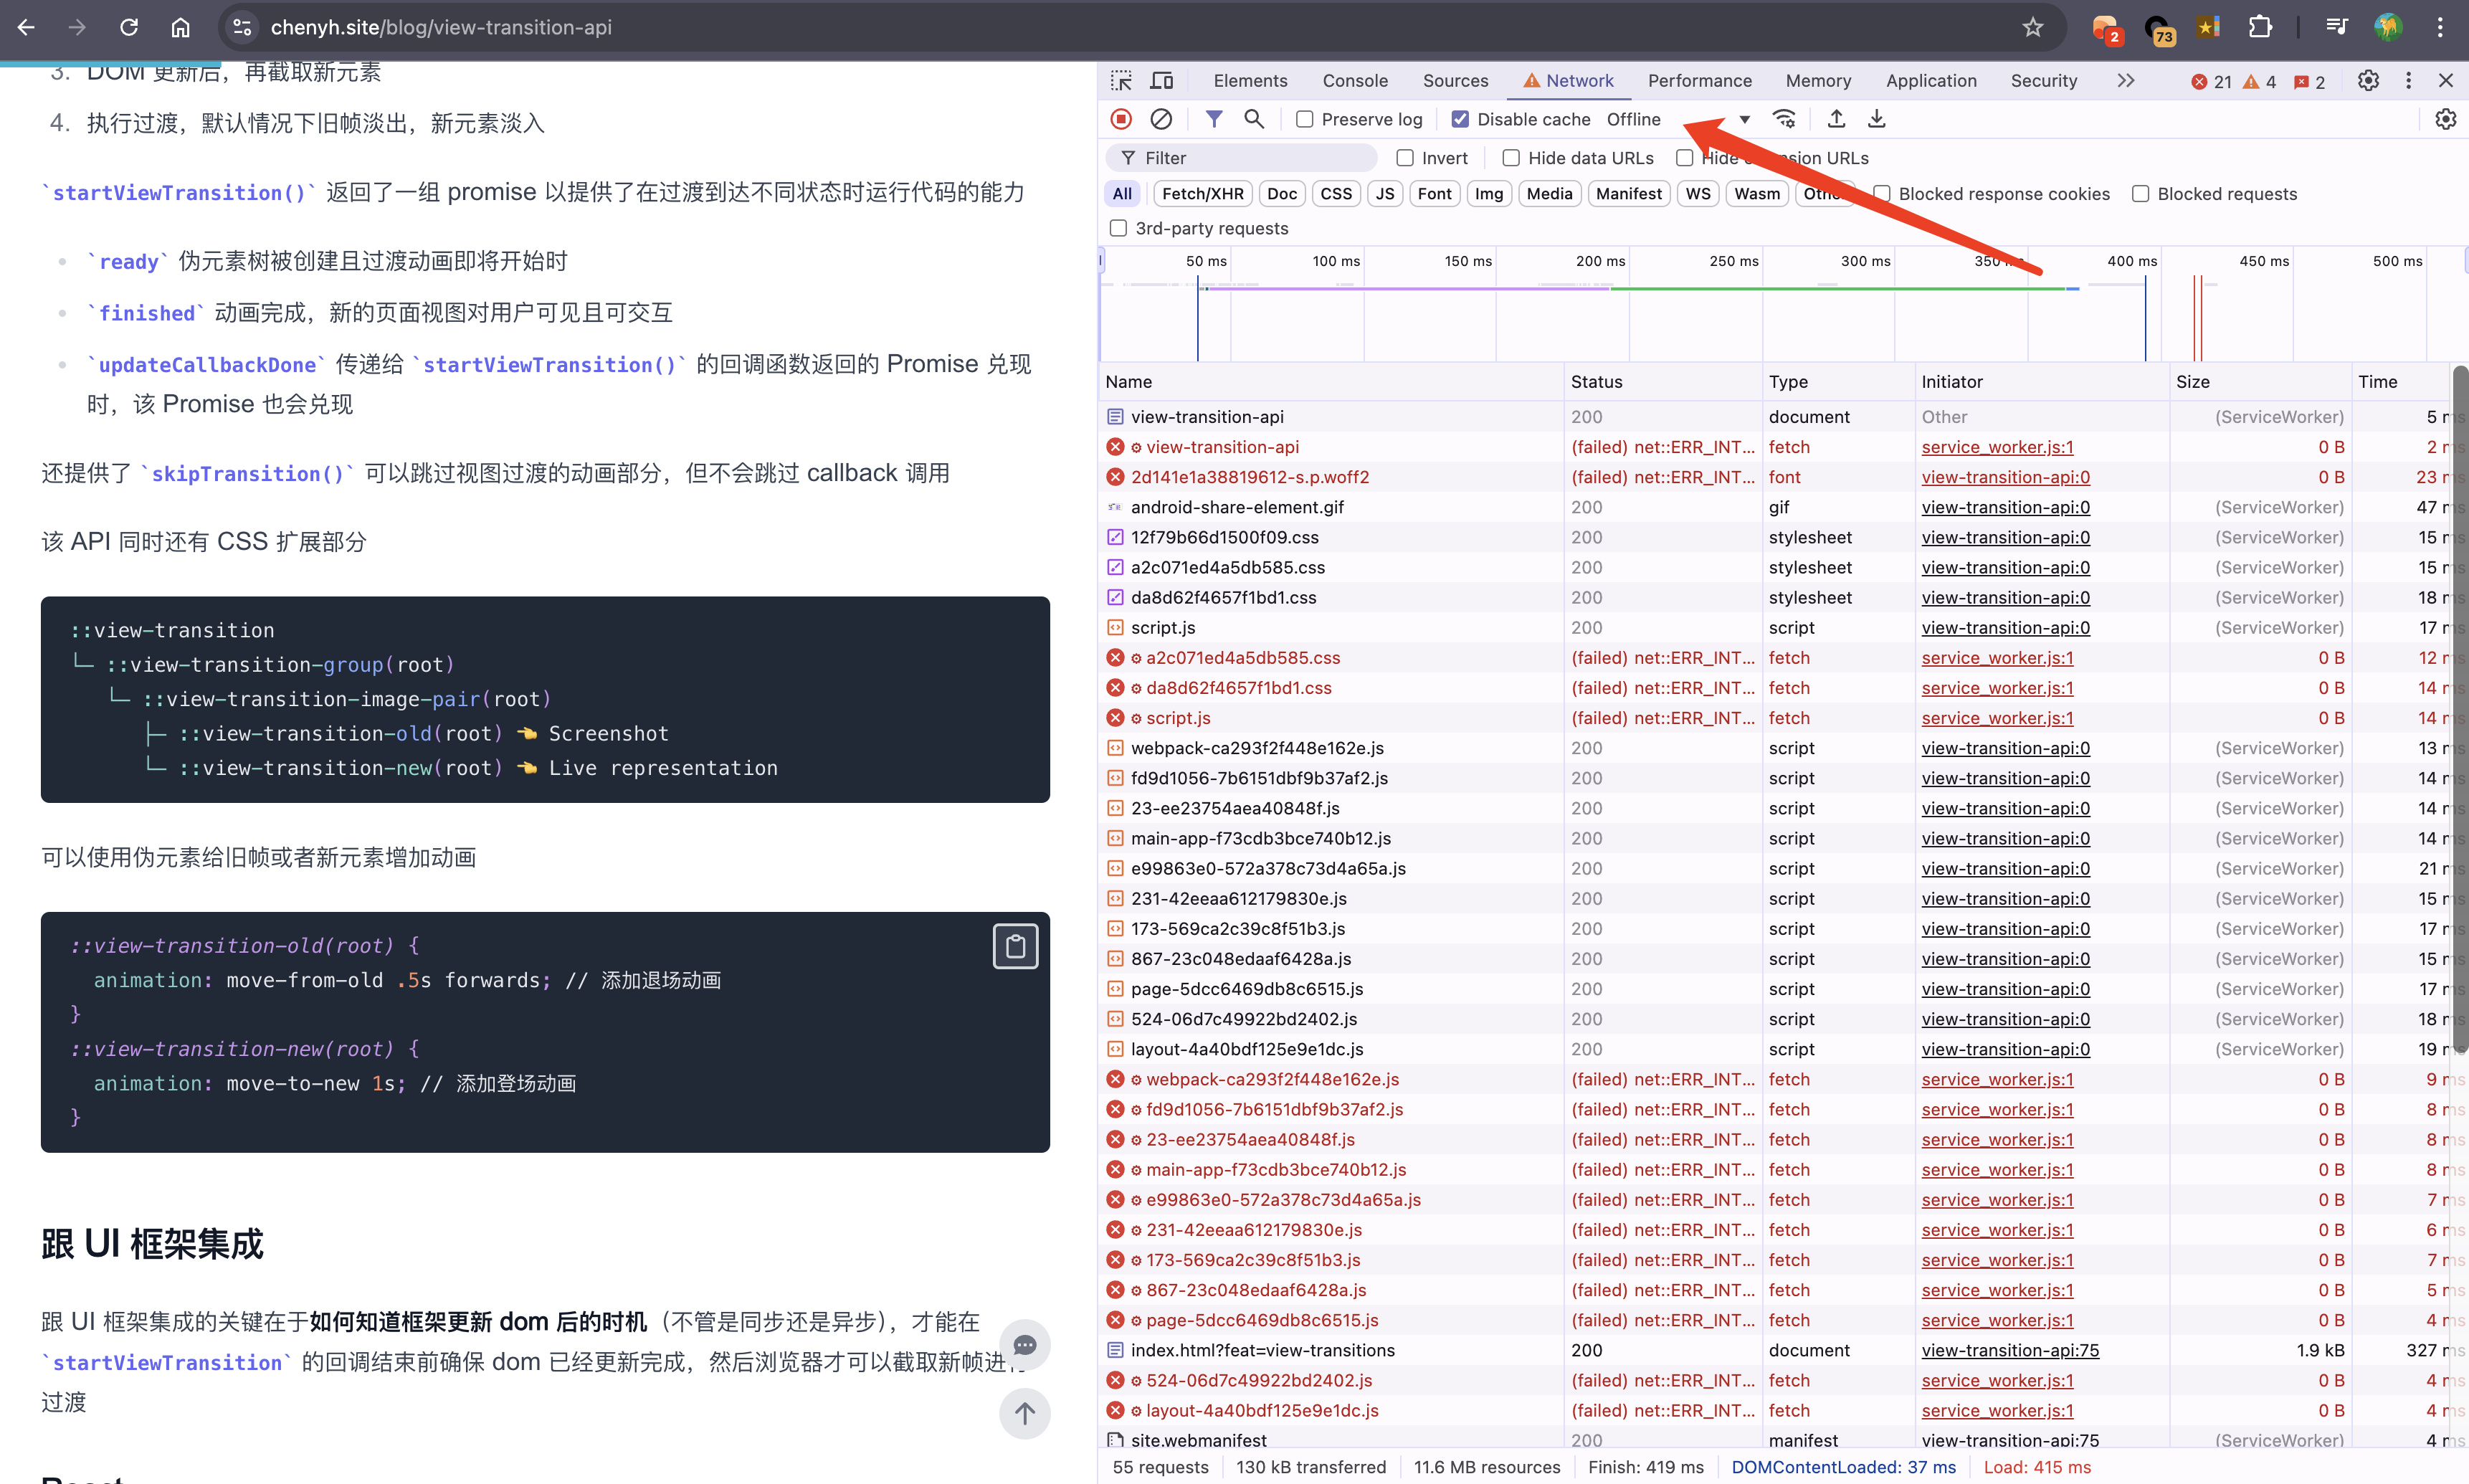 chenyh.site/blog/view-transition-api
2
73
3. DOM 更新后，再截取新元素
4. 执行过渡，默认情况下旧帧淡出，新元素淡入
`startViewTransition()` 返回了一组 promise 以提供了在过渡到达不同状态时运行代码的能力
`ready` 伪元素树被创建且过渡动画即将开始时
`finished` 动画完成，新的页面视图对用户可见且可交互
`updateCallbackDone` 传递给 `startViewTransition()` 的回调函数返回的 Promise 兑现
时，该 Promise 也会兑现
还提供了 `skipTransition()` 可以跳过视图过渡的动画部分，但不会跳过 callback 调用
该 API 同时还有 CSS 扩展部分
::view-transition
└─ ::view-transition-group(root)
└─ ::view-transition-image-pair(root)
├─ ::view-transition-old(root) 👈 Screenshot
└─ ::view-transition-new(root) 👈 Live representation
可以使用伪元素给旧帧或者新元素增加动画
::view-transition-old(root) {
animation: move-from-old .5s forwards; // 添加退场动画
}
::view-transition-new(root) {
animation: move-to-new 1s; // 添加登场动画
}
跟 UI 框架集成
跟 UI 框架集成的关键在于如何知道框架更新 dom 后的时机（不管是同步还是异步），才能在
`startViewTransition` 的回调结束前确保 dom 已经更新完成，然后浏览器才可以截取新帧进行
过渡
React
Elements Console Sources Network Performance Memory Application Security 21 4 2
Preserve log Disable cache Offline
Filter Invert Hide data URLs Hide extension URLs
All Fetch/XHR Doc CSS JS Font Img Media Manifest WS Wasm Other Blocked response cookies Blocked requests
3rd-party requests
50 ms 100 ms 150 ms 200 ms 250 ms 300 ms 350 ms 400 ms 450 ms 500 ms
Name Status Type Initiator Size Time
view-transition-api 200 document Other (ServiceWorker) 5 ms
view-transition-api (failed) net::ERR_INT... fetch service_worker.js:1 0 B 2 ms
2d141e1a38819612-s.p.woff2 (failed) net::ERR_INT... font view-transition-api:0 0 B 23 ms
android-share-element.gif 200 gif view-transition-api:0 (ServiceWorker) 47 ms
12f79b66d1500f09.css 200 stylesheet view-transition-api:0 (ServiceWorker) 15 ms
a2c071ed4a5db585.css 200 stylesheet view-transition-api:0 (ServiceWorker) 15 ms
da8d62f4657f1bd1.css 200 stylesheet view-transition-api:0 (ServiceWorker) 18 ms
script.js 200 script view-transition-api:0 (ServiceWorker) 17 ms
a2c071ed4a5db585.css (failed) net::ERR_INT... fetch service_worker.js:1 0 B 12 ms
da8d62f4657f1bd1.css (failed) net::ERR_INT... fetch service_worker.js:1 0 B 14 ms
script.js (failed) net::ERR_INT... fetch service_worker.js:1 0 B 14 ms
webpack-ca293f2f448e162e.js 200 script view-transition-api:0 (ServiceWorker) 13 ms
fd9d1056-7b6151dbf9b37af2.js 200 script view-transition-api:0 (ServiceWorker) 14 ms
23-ee23754aea40848f.js 200 script view-transition-api:0 (ServiceWorker) 14 ms
main-app-f73cdb3bce740b12.js 200 script view-transition-api:0 (ServiceWorker) 14 ms
e99863e0-572a378c73d4a65a.js 200 script view-transition-api:0 (ServiceWorker) 21 ms
231-42eeaa612179830e.js 200 script view-transition-api:0 (ServiceWorker) 15 ms
173-569ca2c39c8f51b3.js 200 script view-transition-api:0 (ServiceWorker) 17 ms
867-23c048edaaf6428a.js 200 script view-transition-api:0 (ServiceWorker) 15 ms
page-5dcc6469db8c6515.js 200 script view-transition-api:0 (ServiceWorker) 17 ms
524-06d7c49922bd2402.js 200 script view-transition-api:0 (ServiceWorker) 18 ms
layout-4a40bdf125e9e1dc.js 200 script view-transition-api:0 (ServiceWorker) 19 ms
webpack-ca293f2f448e162e.js (failed) net::ERR_INT... fetch service_worker.js:1 0 B 9 ms
fd9d1056-7b6151dbf9b37af2.js (failed) net::ERR_INT... fetch service_worker.js:1 0 B 8 ms
23-ee23754aea40848f.js (failed) net::ERR_INT... fetch service_worker.js:1 0 B 8 ms
main-app-f73cdb3bce740b12.js (failed) net::ERR_INT... fetch service_worker.js:1 0 B 8 ms
e99863e0-572a378c73d4a65a.js (failed) net::ERR_INT... fetch service_worker.js:1 0 B 7 ms
231-42eeaa612179830e.js (failed) net::ERR_INT... fetch service_worker.js:1 0 B 6 ms
173-569ca2c39c8f51b3.js (failed) net::ERR_INT... fetch service_worker.js:1 0 B 7 ms
867-23c048edaaf6428a.js (failed) net::ERR_INT... fetch service_worker.js:1 0 B 5 ms
page-5dcc6469db8c6515.js (failed) net::ERR_INT... fetch service_worker.js:1 0 B 4 ms
index.html?feat=view-transitions 200 document view-transition-api:75 1.9 kB 327 ms
524-06d7c49922bd2402.js (failed) net::ERR_INT... fetch service_worker.js:1 0 B 4 ms
layout-4a40bdf125e9e1dc.js (failed) net::ERR_INT... fetch service_worker.js:1 0 B 4 ms
site.webmanifest 200 manifest view-transition-api:75 (ServiceWorker) 4 ms
55 requests 130 kB transferred 11.6 MB resources Finish: 419 ms DOMContentLoaded: 37 ms Load: 415 ms